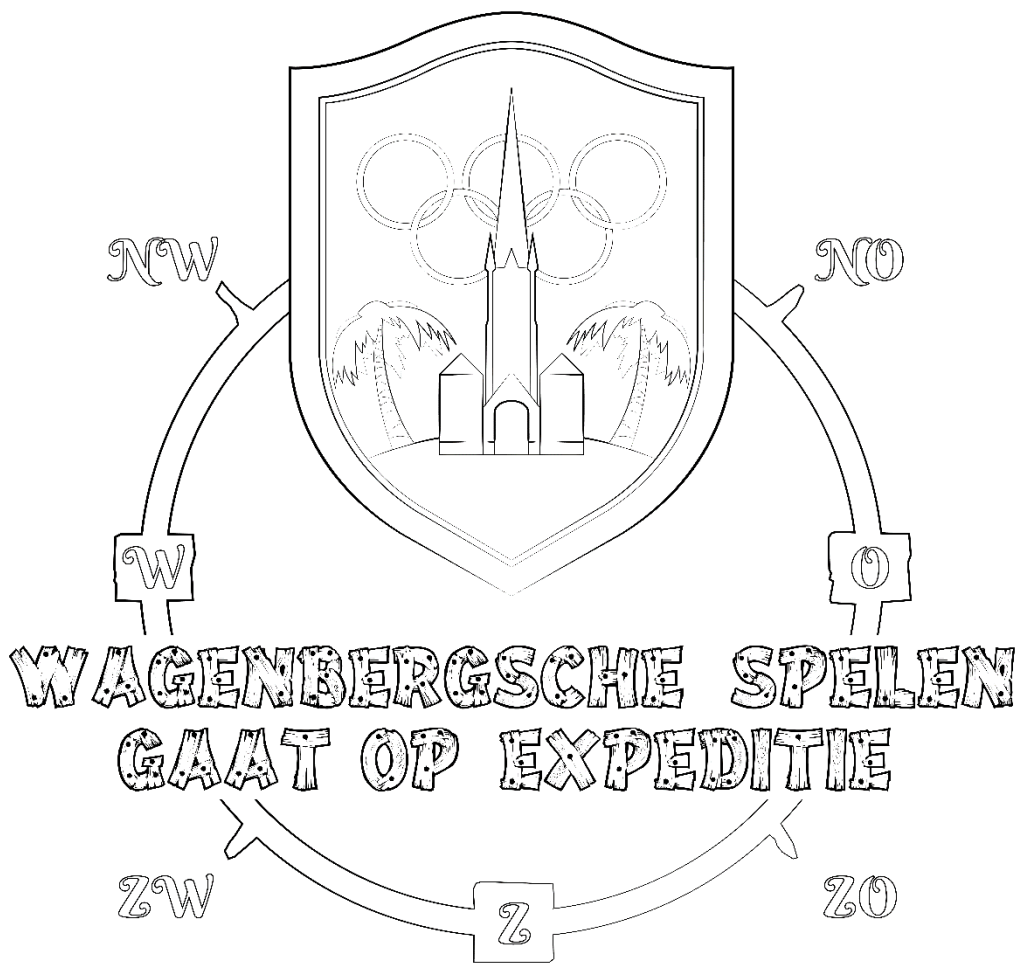 NW
NO
W
O
WAGENBERGSCHE SPELEN
GAAT OP EXPEDITIE
ZW
ZO
Z